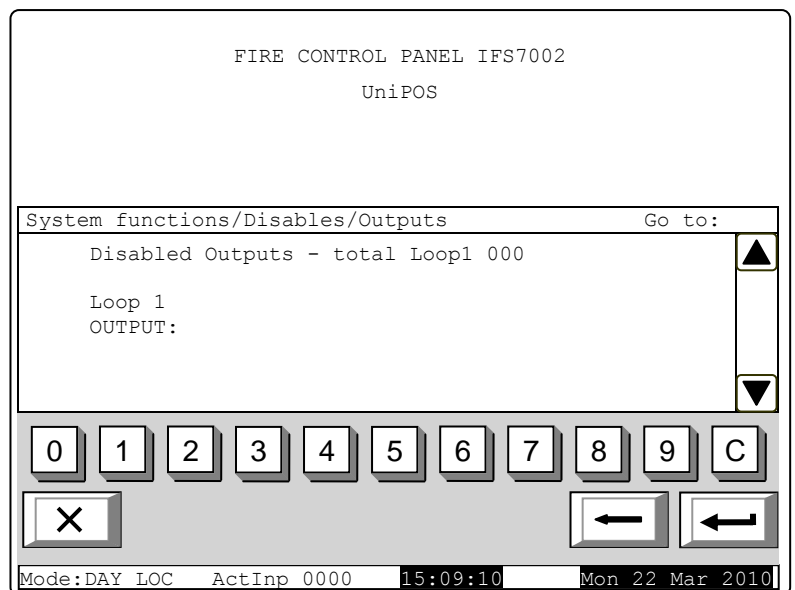 FIRE CONTROL PANEL IFS7002
UniPOS
System functions/Disables/Outputs Go to:
Disabled Outputs - total Loop1 000
Loop 1
OUTPUT:
0 1 2 3 4 5 6 7 8 9 C
Mode:DAY LOC ActInp 0000 15:09:10 Mon 22 Mar 2010